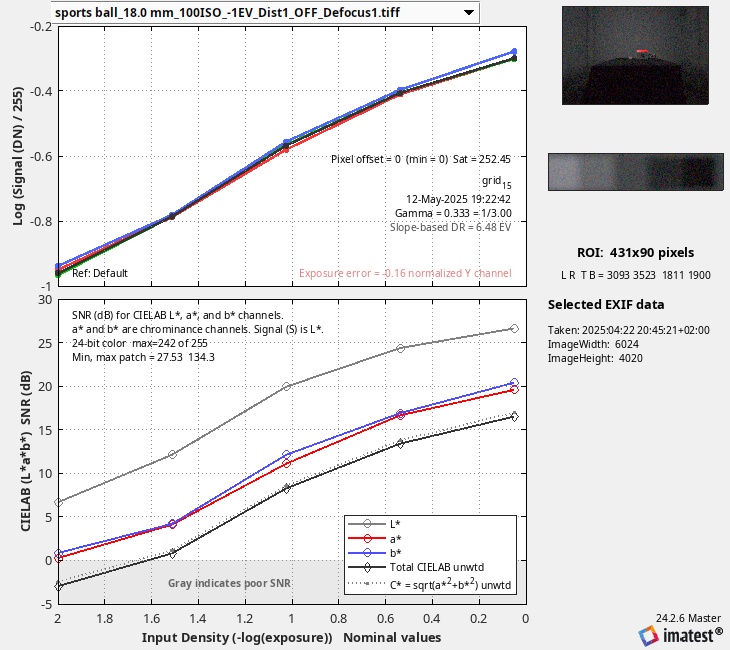 sports ball_18.0 mm_100ISO_-1EV_Dist1_OFF_Defocus1.tiff
-0.2
-0.4
-0.6
-0.8
-1
Log (Signal (DN) / 255)
Pixel offset = 0 (min = 0) Sat = 252.45
grid15
12-May-2025 19:22:42
Gamma = 0.333 = 1/3.00
Slope-based DR = 6.48 EV
Ref: Default
Exposure error = -0.16 normalized Y channel
30
25
20
15
10
5
0
-5
CIELAB (L*a*b*) SNR (dB)
SNR (dB) for CIELAB L*, a*, and b* channels.
a* and b* are chrominance channels. Signal (S) is L*.
24-bit color max=242 of 255
Min, max patch = 27.53 134.3
L*
a*
b*
Total CIELAB unwtd
C* = sqrt(a*2+b*2) unwtd
Gray indicates poor SNR
2 1.8 1.6 1.4 1.2 1 0.8 0.6 0.4 0.2 0
Input Density (-log(exposure)) Nominal values
ROI: 431x90 pixels
L R T B = 3093 3523 1811 1900
Selected EXIF data
Taken: 2025:04:22 20:45:21+02:00
ImageWidth: 6024
ImageHeight: 4020
24.2.6 Master
imatest®